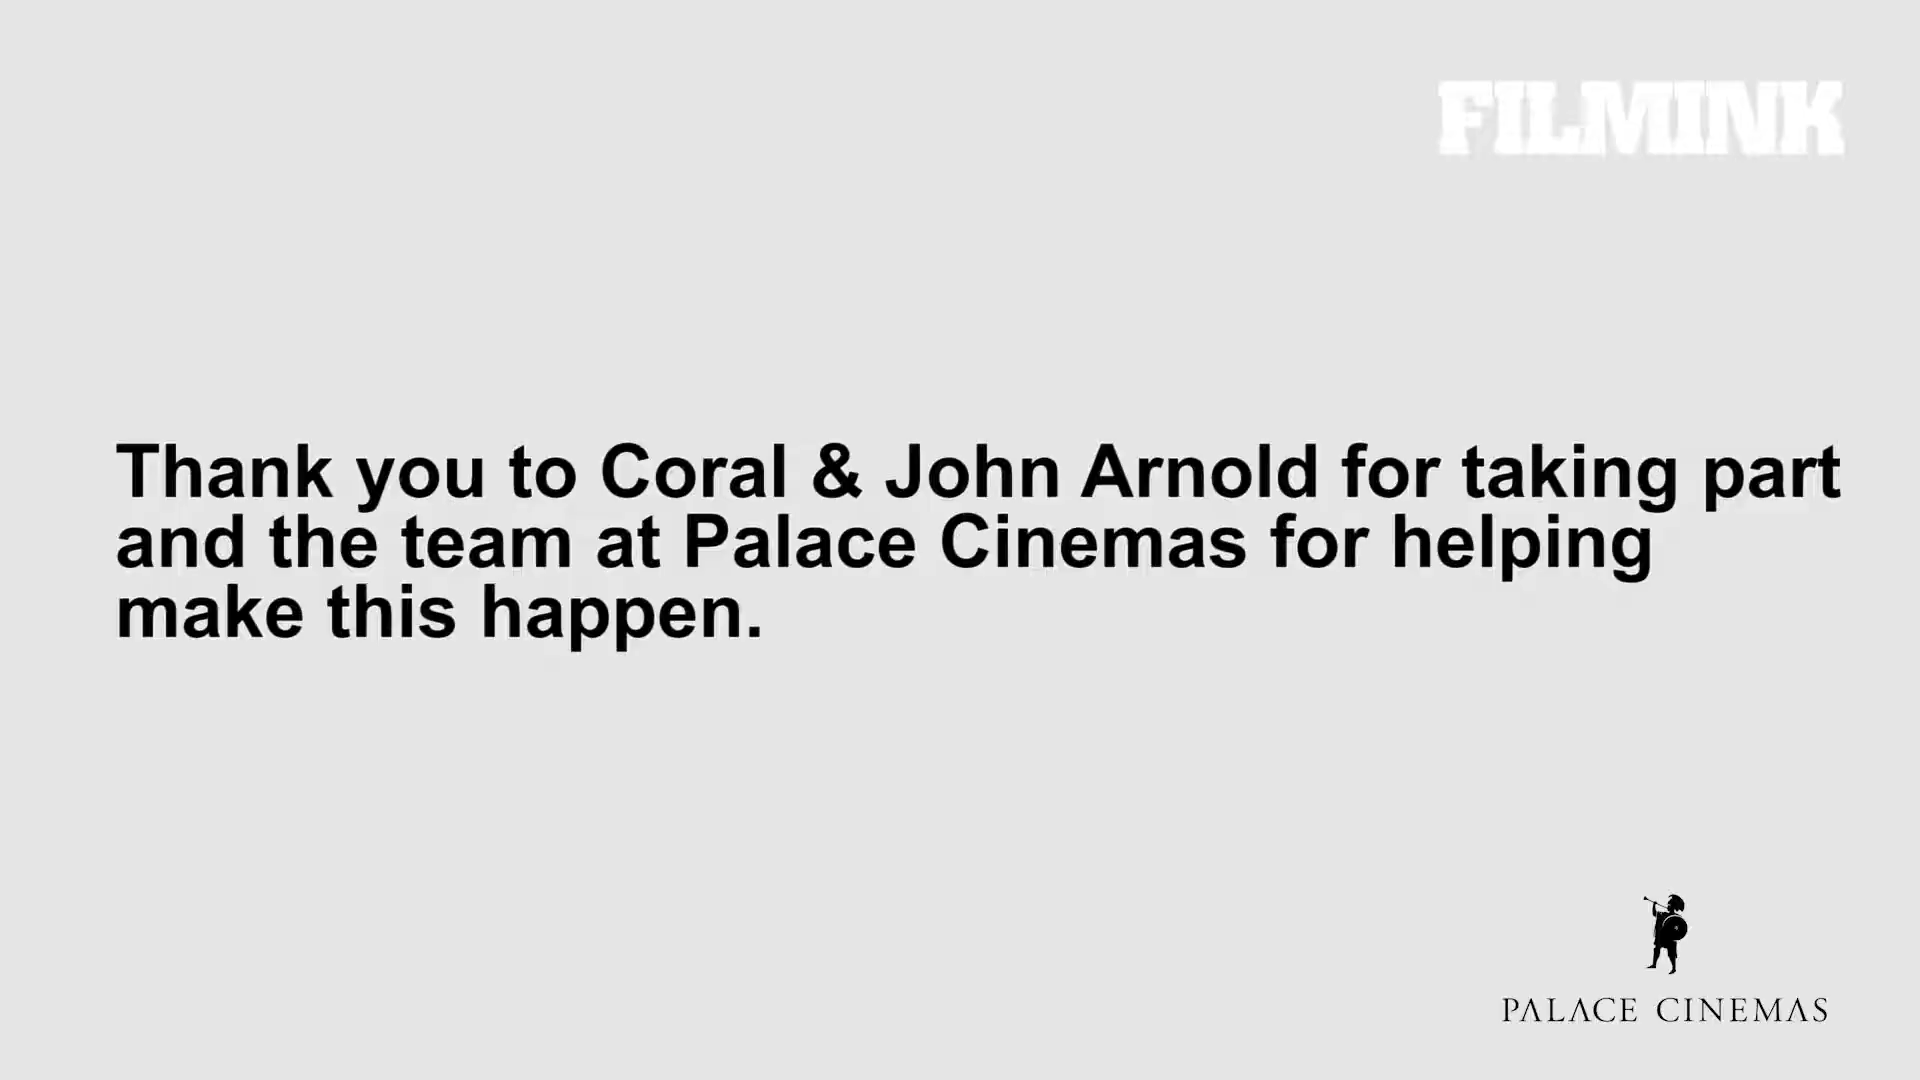 FILMINK
Thank you to Coral & John Arnold for taking part
and the team at Palace Cinemas for helping
make this happen.
PALACE CINEMAS